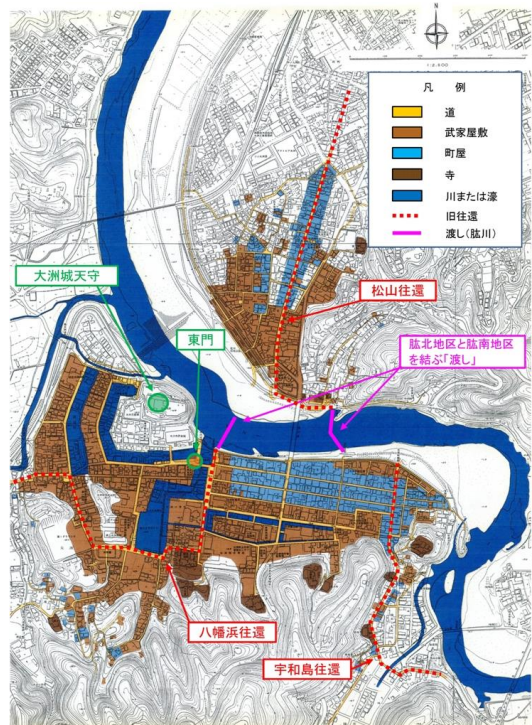 N
凡 例
道
武家屋敷
町屋
寺
川または濠
旧往還
渡し(肱川)
大洲城天守
東門
松山往還
肱北地区と肱南地区
を結ぶ「渡し」
八幡浜往還
宇和島往還